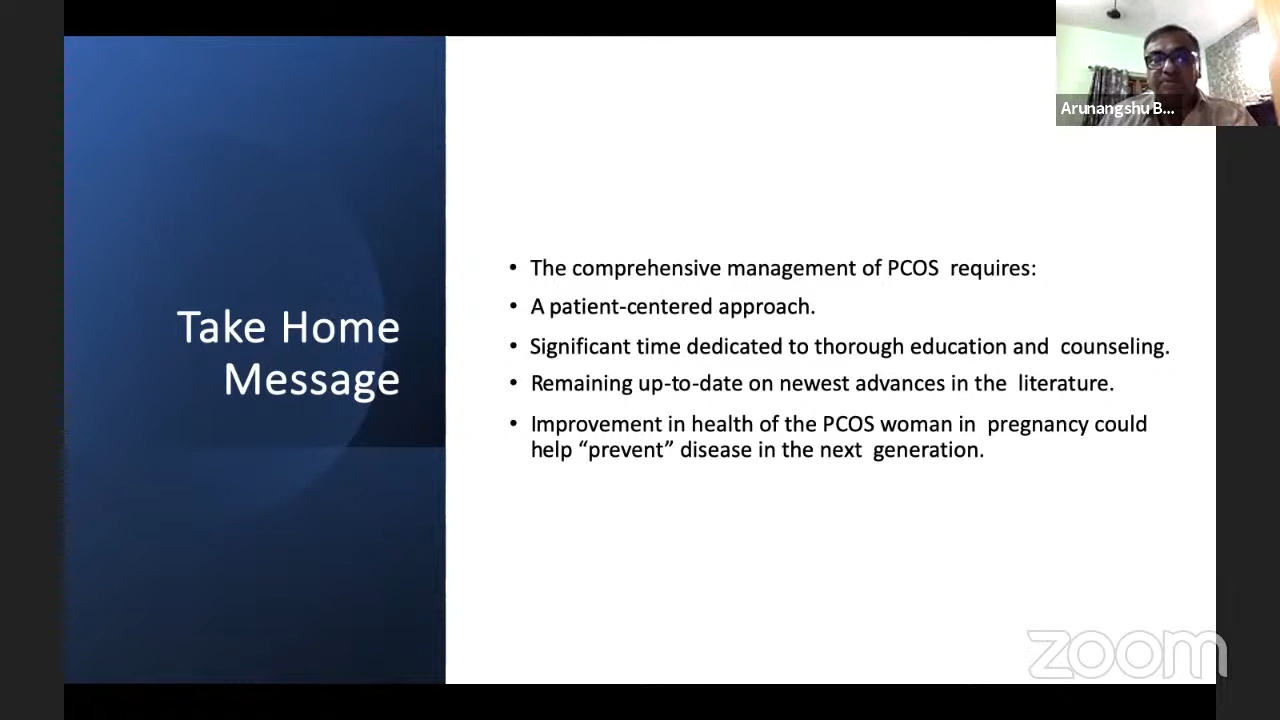 Arunangshu B...
Take Home
Message
• The comprehensive management of PCOS requires:
• A patient-centered approach.
• Significant time dedicated to thorough education and counseling.
• Remaining up-to-date on newest advances in the literature.
• Improvement in health of the PCOS woman in pregnancy could
help “prevent” disease in the next generation.
zoom